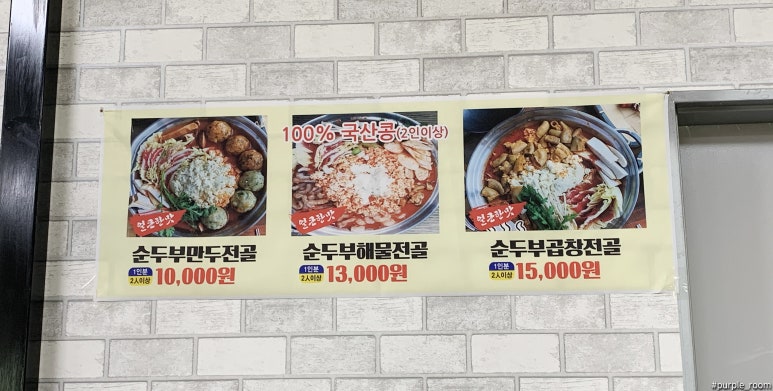 100% 국산콩(2인이상)
얼큰한맛
얼큰한맛
얼큰한맛
순두부만두전골
1인분
2인이상
10,000원
순두부해물전골
1인분
2인이상
13,000원
순두부곱창전골
1인분
2인이상
15,000원
#purple_room